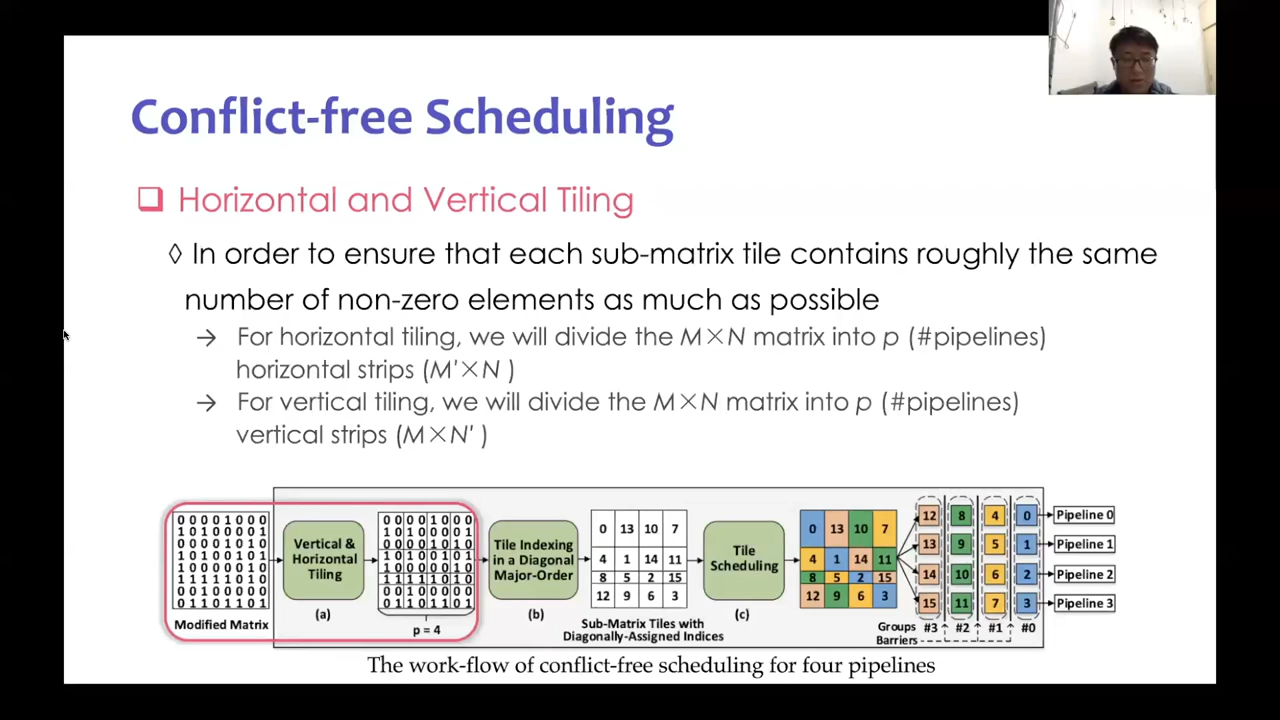 Conflict-free Scheduling
❑ Horizontal and Vertical Tiling
◊ In order to ensure that each sub-matrix tile contains roughly the same
number of non-zero elements as much as possible
→ For horizontal tiling, we will divide the M×N matrix into p (#pipelines)
horizontal strips (M'×N )
→ For vertical tiling, we will divide the M×N matrix into p (#pipelines)
vertical strips (M×N' )
Modified Matrix
Vertical &
Horizontal
Tiling
(a)
p = 4
Tile Indexing
in a Diagonal
Major-Order
(b)
0 13 10 7
4 1 14 11
8 5 2 15
12 9 6 3
Sub-Matrix Tiles with
Diagonally-Assigned Indices
Tile
Scheduling
(c)
0 13 10 7
4 1 14 11
8 5 2 15
12 9 6 3
12 8 4 0 Pipeline 0
13 9 5 1 Pipeline 1
14 10 6 2 Pipeline 2
15 11 7 3 Pipeline 3
Groups #3 #2 #1 #0
Barriers
The work-flow of conflict-free scheduling for four pipelines